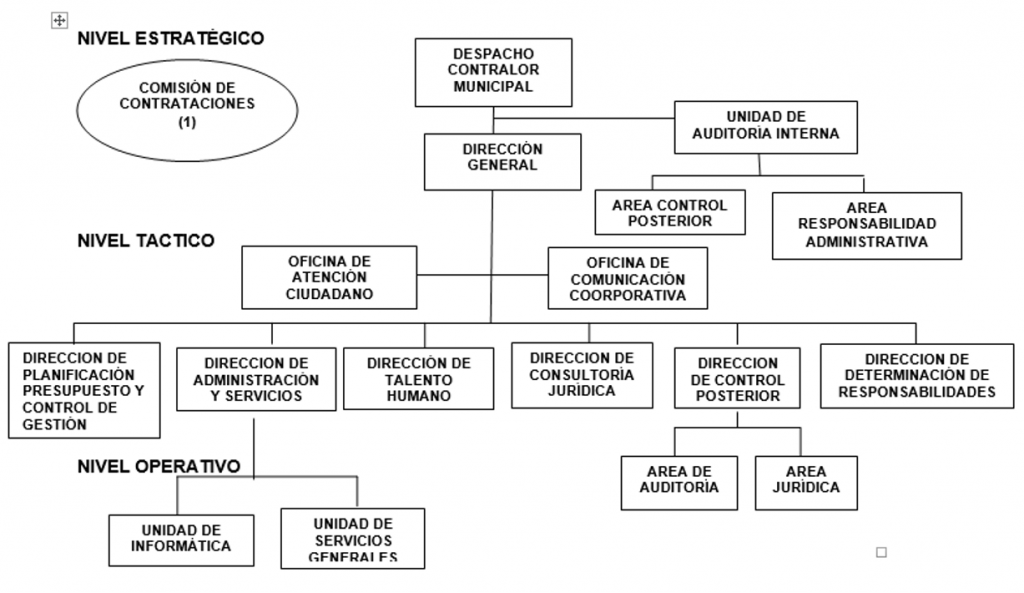 NIVEL ESTRATÉGICO
COMISIÓN DE
CONTRATACIONES
(1)
DESPACHO
CONTRALOR
MUNICIPAL
UNIDAD DE
AUDITORÍA INTERNA
DIRECCIÓN
GENERAL
AREA CONTROL
POSTERIOR
AREA
RESPONSABILIDAD
ADMINISTRATIVA
NIVEL TACTICO
OFICINA DE
ATENCIÓN
CIUDADANO
OFICINA DE
COMUNICACIÓN
COORPORATIVA
DIRECCION DE
PLANIFICACIÓN
PRESUPUESTO Y
CONTROL DE
GESTIÓN
DIRECCION DE
ADMINISTRACIÓN
Y SERVICIOS
DIRECCIÓN DE
TALENTO
HUMANO
DIRECCION DE
CONSULTORÍA
JURÍDICA
DIRECCION
DE CONTROL
POSTERIOR
DIRECCION DE
DETERMINACIÓN DE
RESPONSABILIDADES
NIVEL OPERATIVO
AREA DE
AUDITORÍA
AREA
JURÍDICA
UNIDAD DE
INFORMÁTICA
UNIDAD DE
SERVICIOS
GENERALES